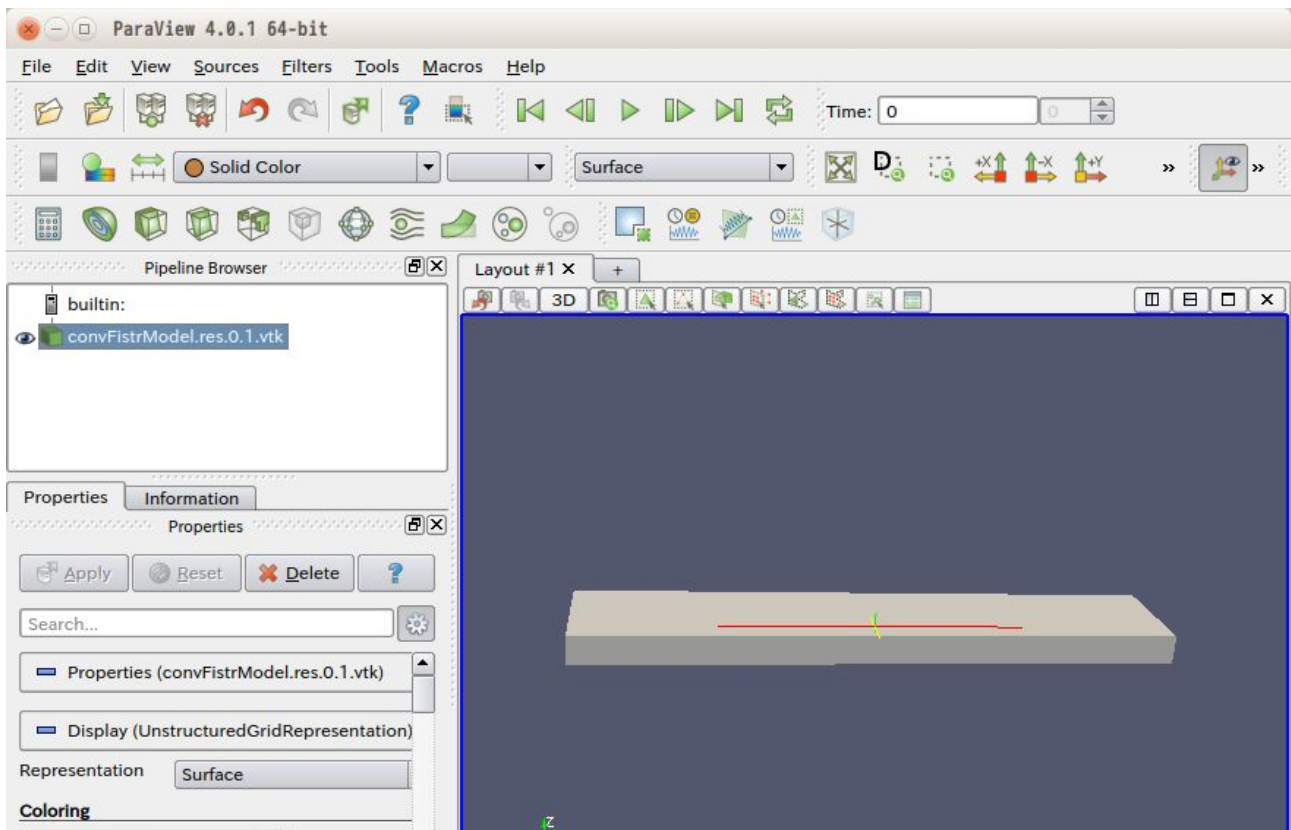 ParaView 4.0.1 64-bit
File Edit View Sources Filters Tools Macros Help
Time: 0 0
Solid Color Surface +X -X +Y » »
Pipeline Browser Layout #1 +
3D
builtin:
convFistrModel.res.0.1.vtk
Properties Information
Properties
Apply Reset Delete ?
Search...
Properties (convFistrModel.res.0.1.vtk)
Display (UnstructuredGridRepresentation)
Representation Surface
Coloring
Z